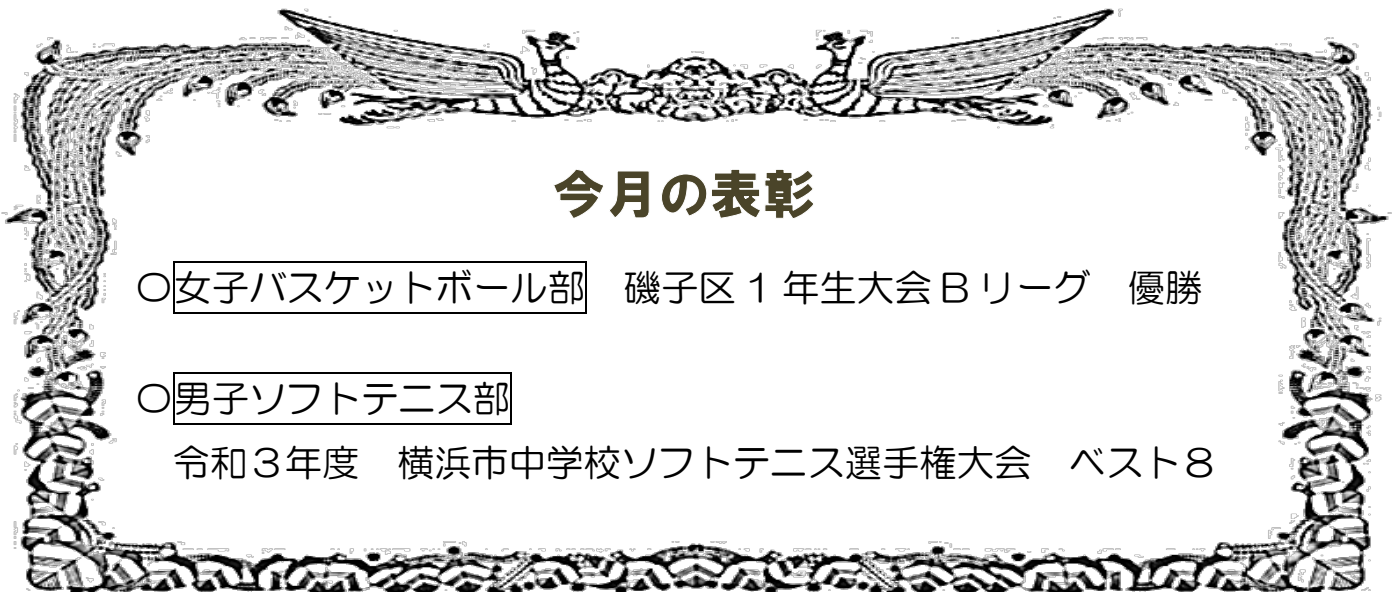 今月の表彰
○女子バスケットボール部　磯子区１年生大会Ｂリーグ　優勝
○男子ソフトテニス部
令和３年度　横浜市中学校ソフトテニス選手権大会　ベスト８